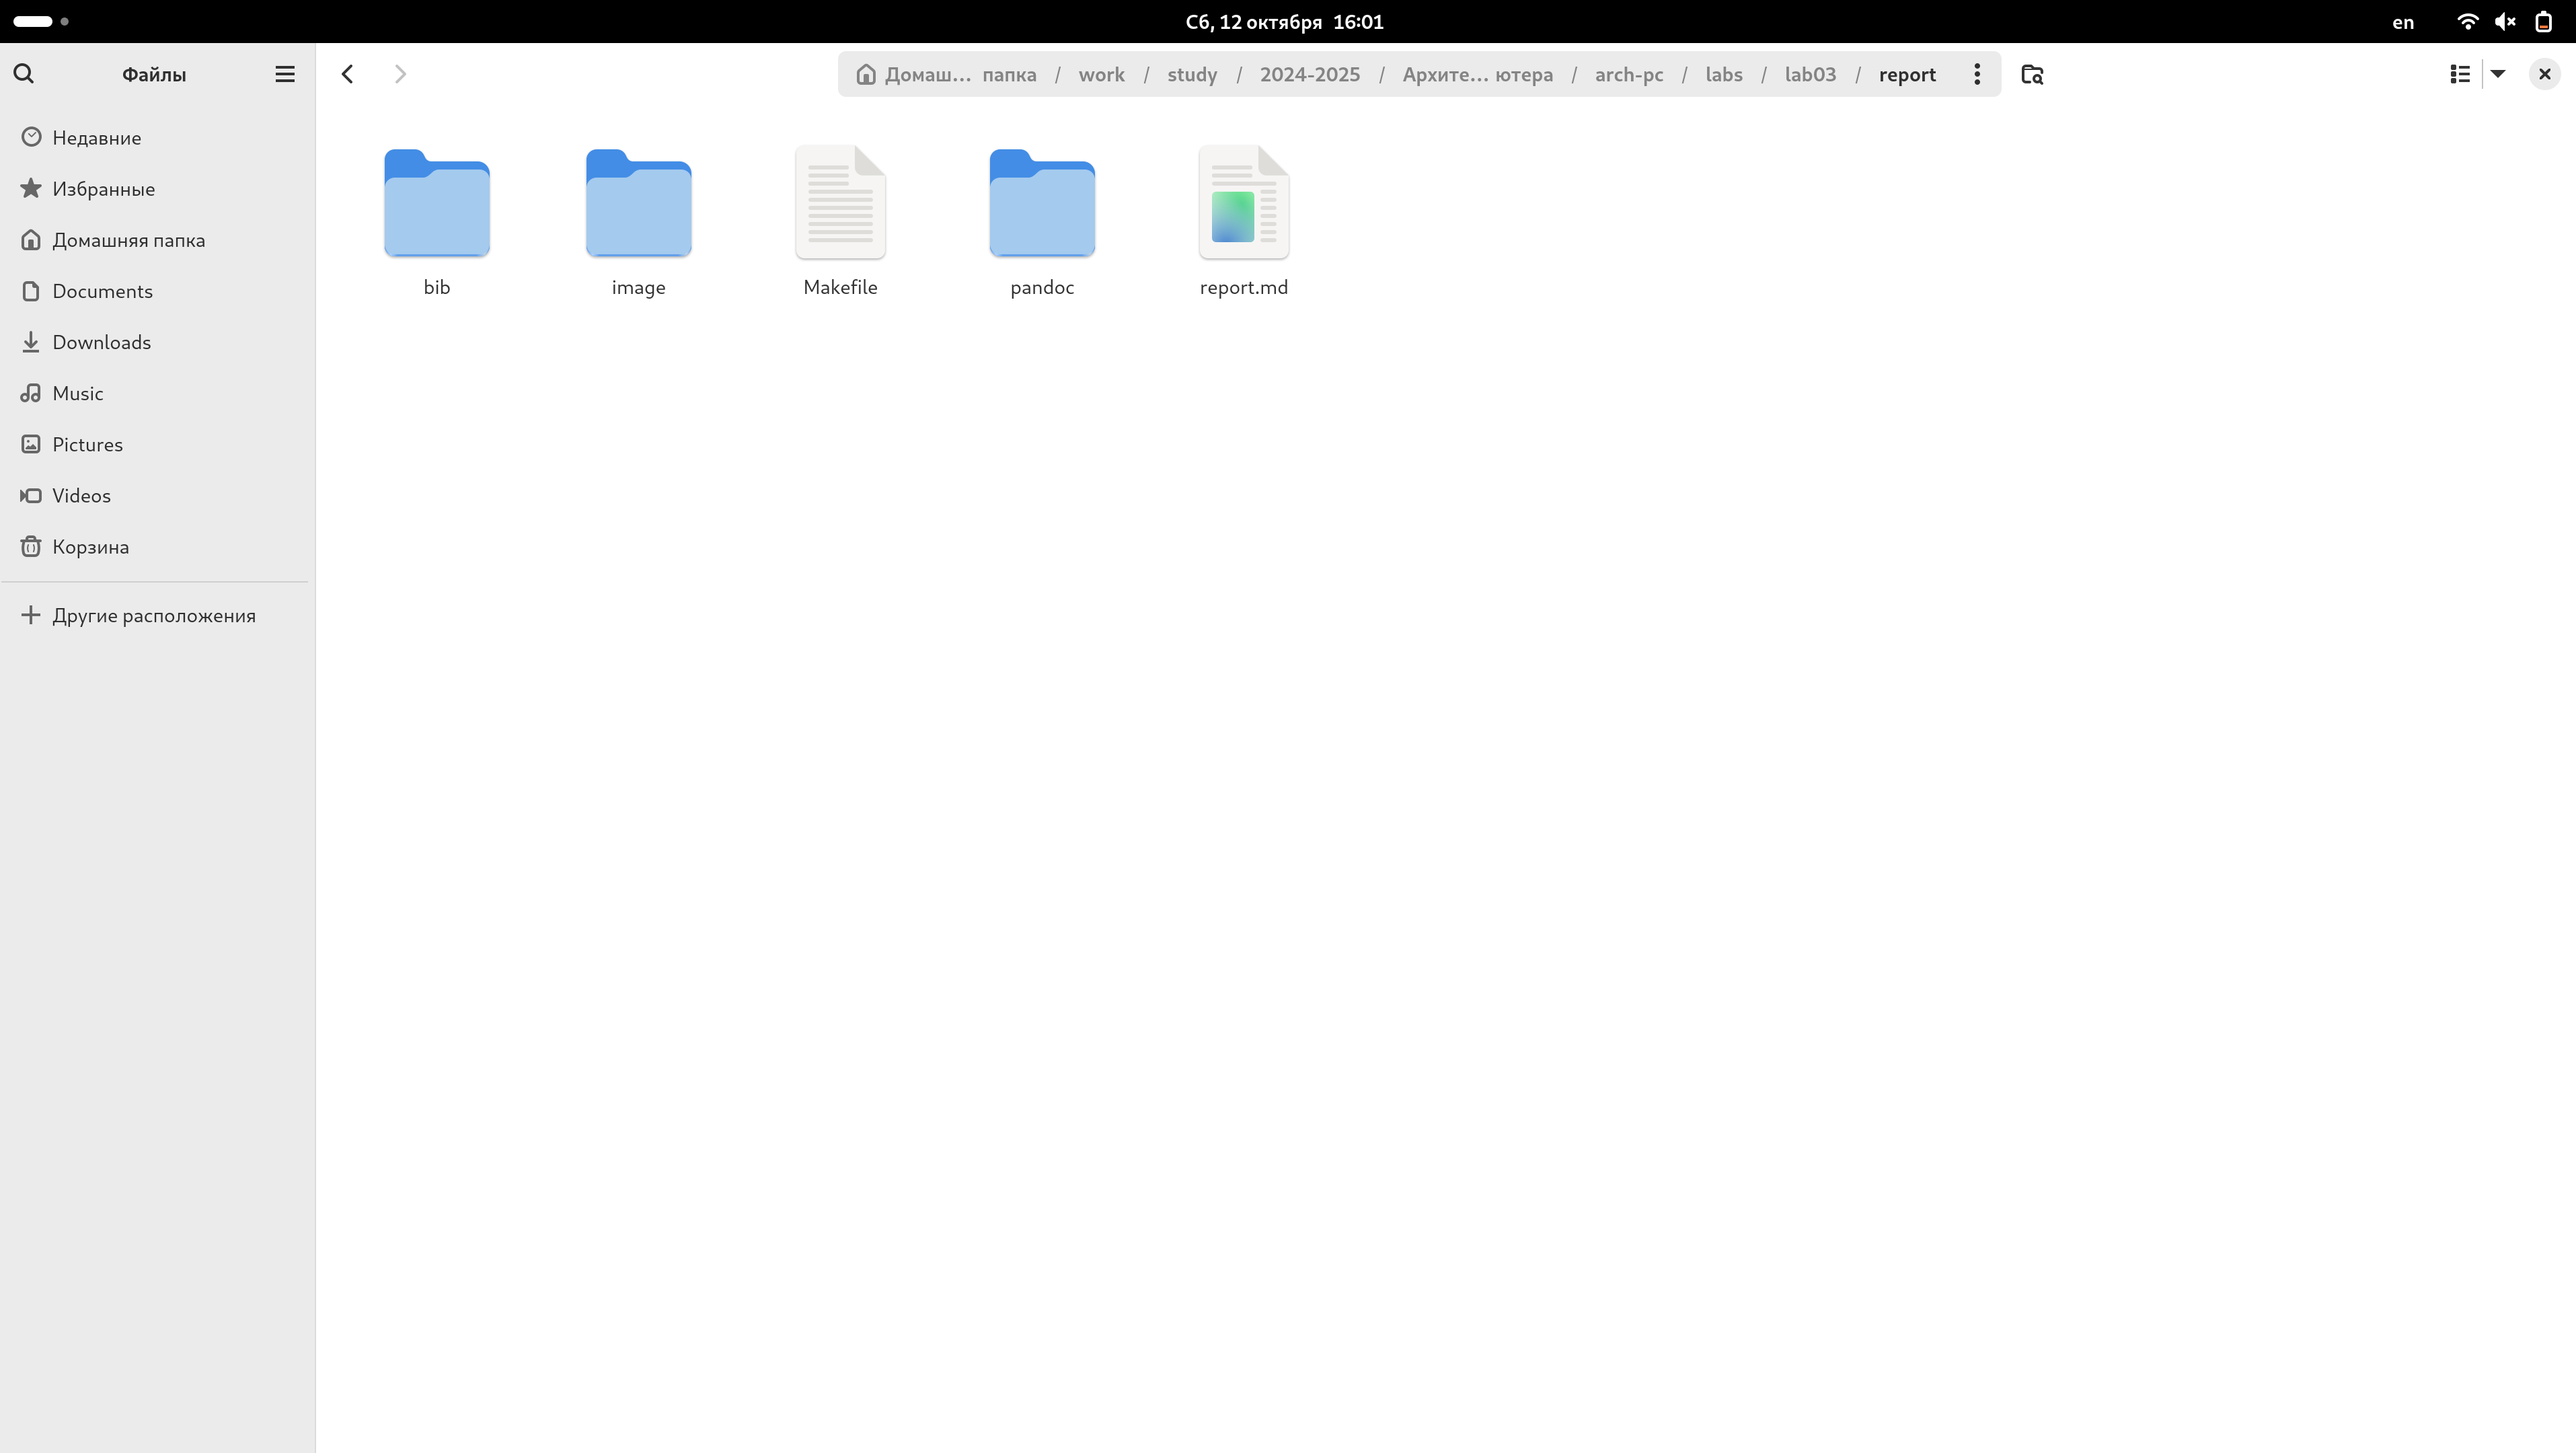 Сб, 12 октября 16:01
en
Файлы
Домаш… папка / work / study / 2024-2025 / Архите… ютера / arch-pc / labs / lab03 / report
Недавние
Избранные
Домашняя папка
Documents
Downloads
Music
Pictures
Videos
Корзина
Другие расположения
bib
image
Makefile
pandoc
report.md